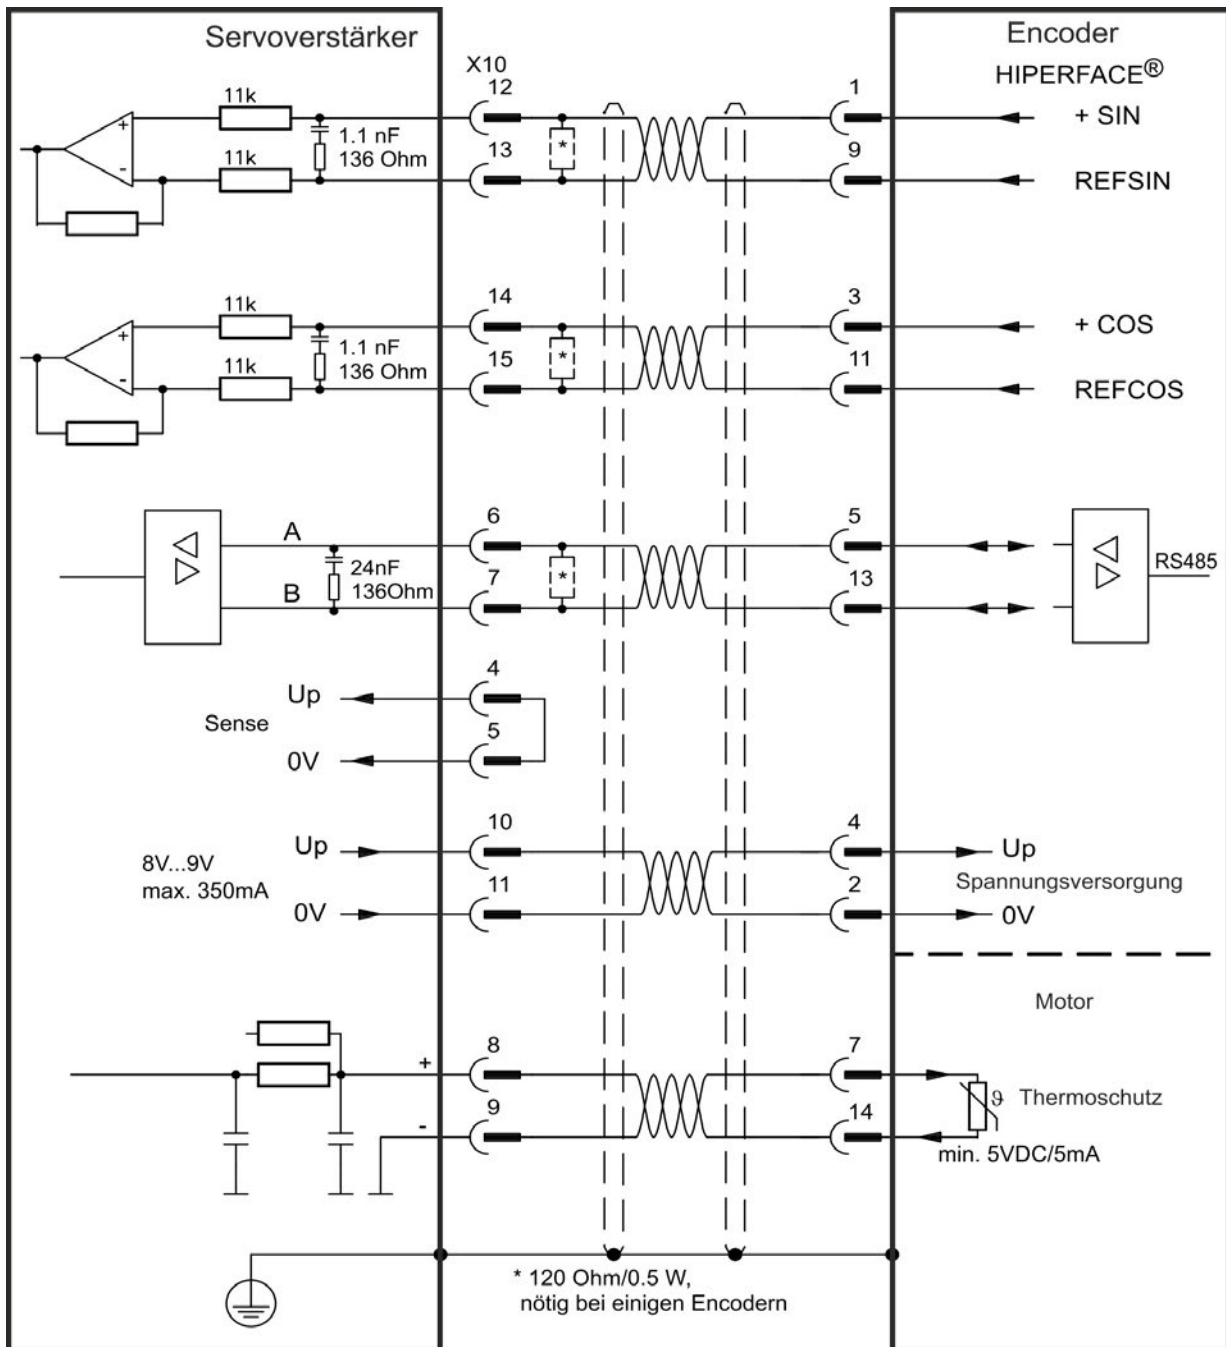 Servoverstärker
Encoder
HIPERFACE®
X10
11k
12
1
+ SIN
+
1.1 nF
136 Ohm
*
11k
13
9
REFSIN
-
11k
14
3
+ COS
+
1.1 nF
136 Ohm
*
11k
15
11
REFCOS
-
A
6
5
24nF
136Ohm
*
RS485
B
7
13
Up
4
Sense
0V
5
Up
10
4
Up
8V...9V
max. 350mA
Spannungsversorgung
0V
11
2
0V
Motor
+
8
7
ϑ
Thermoschutz
-
9
14
min. 5VDC/5mA
* 120 Ohm/0.5 W,
nötig bei einigen Encodern